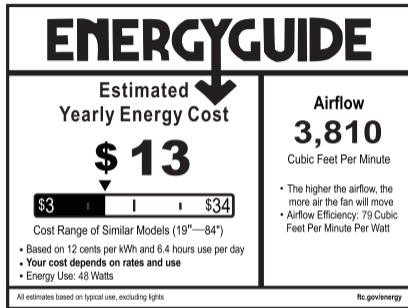 ENERGYGUIDE
Estimated
Yearly Energy Cost
$ 13
$3 $34
Cost Range of Similar Models (19"—84")
• Based on 12 cents per kWh and 6.4 hours use per day
• Your cost depends on rates and use
• Energy Use: 48 Watts
Airflow
3,810
Cubic Feet Per Minute
• The higher the airflow, the
more air the fan will move
• Airflow Efficiency: 79 Cubic
Feet Per Minute Per Watt
All estimates based on typical use, excluding lights
ftc.gov/energy